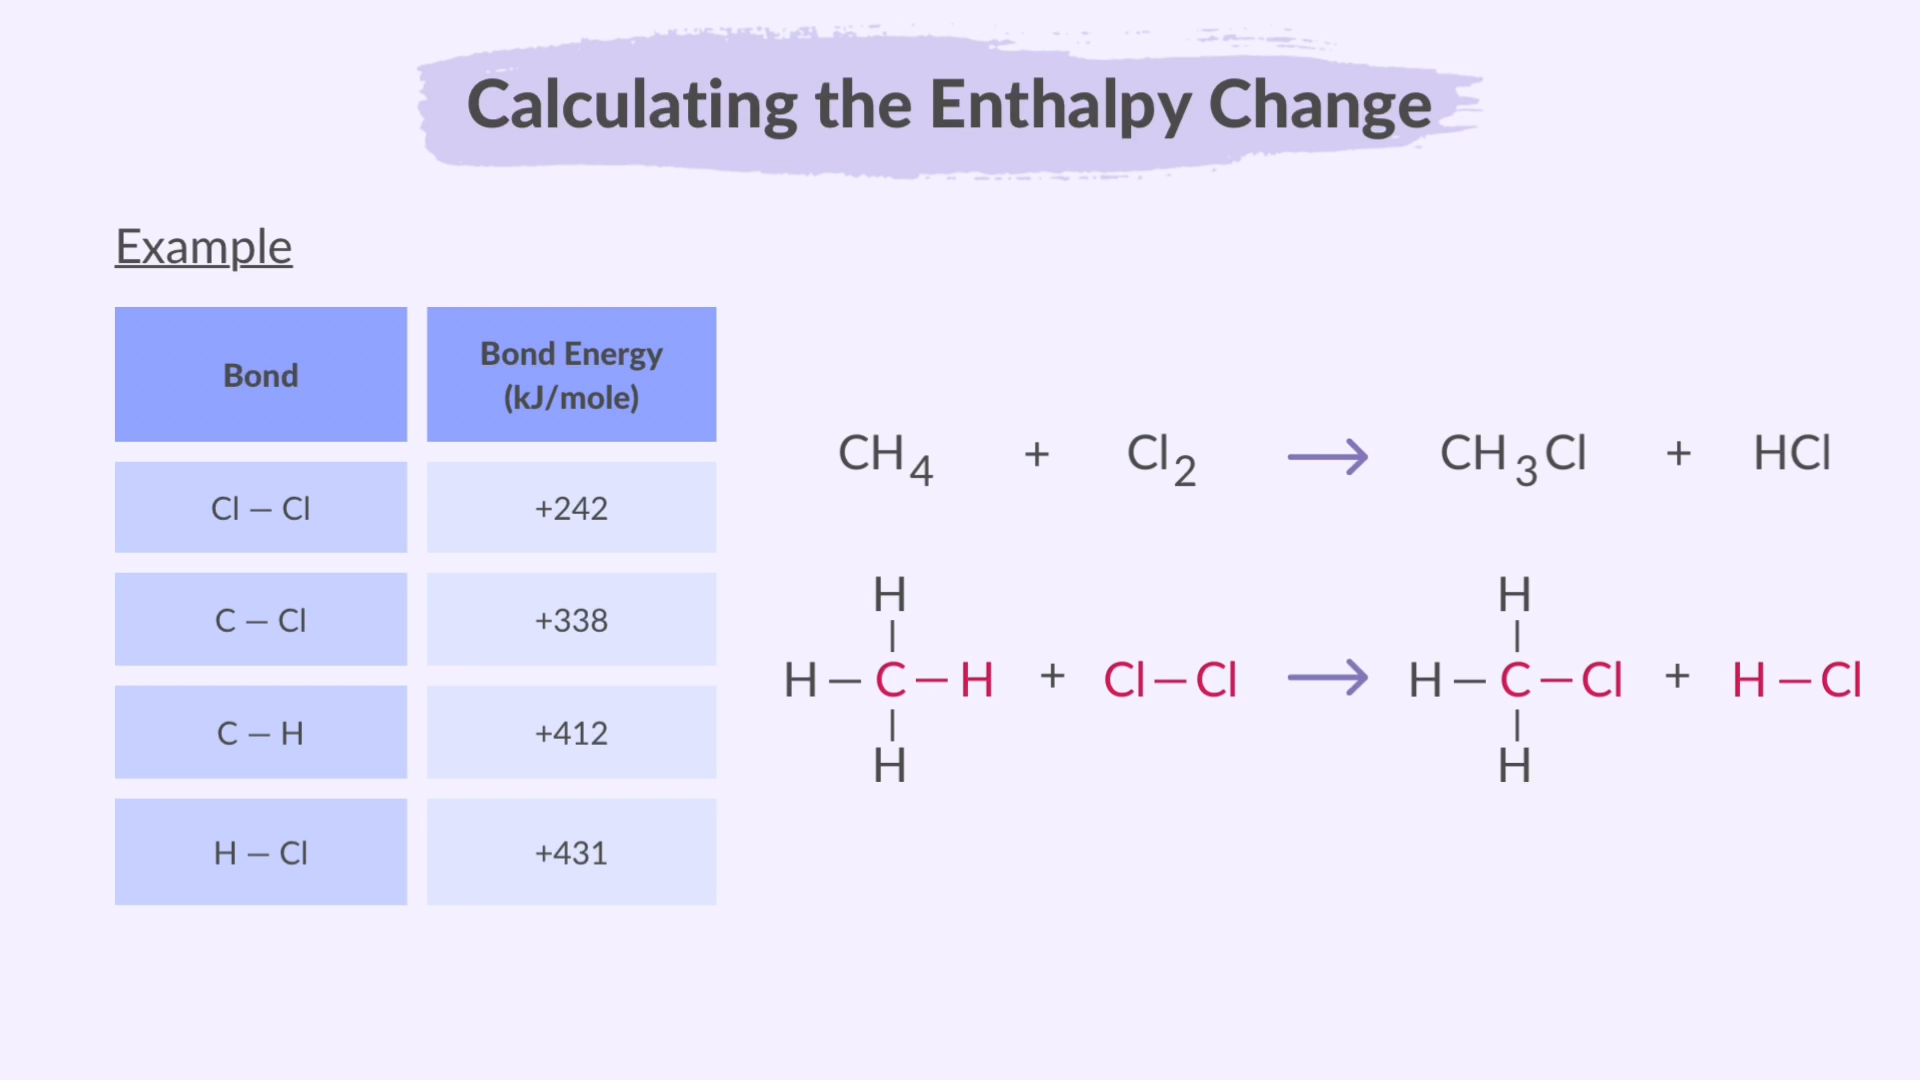 Calculating the Enthalpy Change
Example
Bond
Bond Energy
(kJ/mole)
Cl — Cl
+242
C — Cl
+338
C — H
+412
H — Cl
+431
CH₄ + Cl₂ → CH₃Cl + HCl
H H
| |
H — C — H + Cl — Cl → H — C — Cl + H — Cl
| |
H H